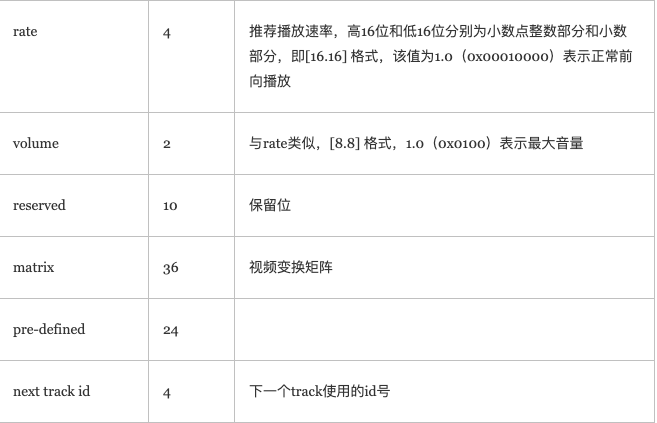 rate 4 推荐播放速率，高16位和低16位分别为小数点整数部分和小数
部分，即[16.16] 格式，该值为1.0（0x00010000）表示正常前
向播放
volume 2 与rate类似，[8.8] 格式，1.0（0x0100）表示最大音量
reserved 10 保留位
matrix 36 视频变换矩阵
pre-defined 24
next track id 4 下一个track使用的id号